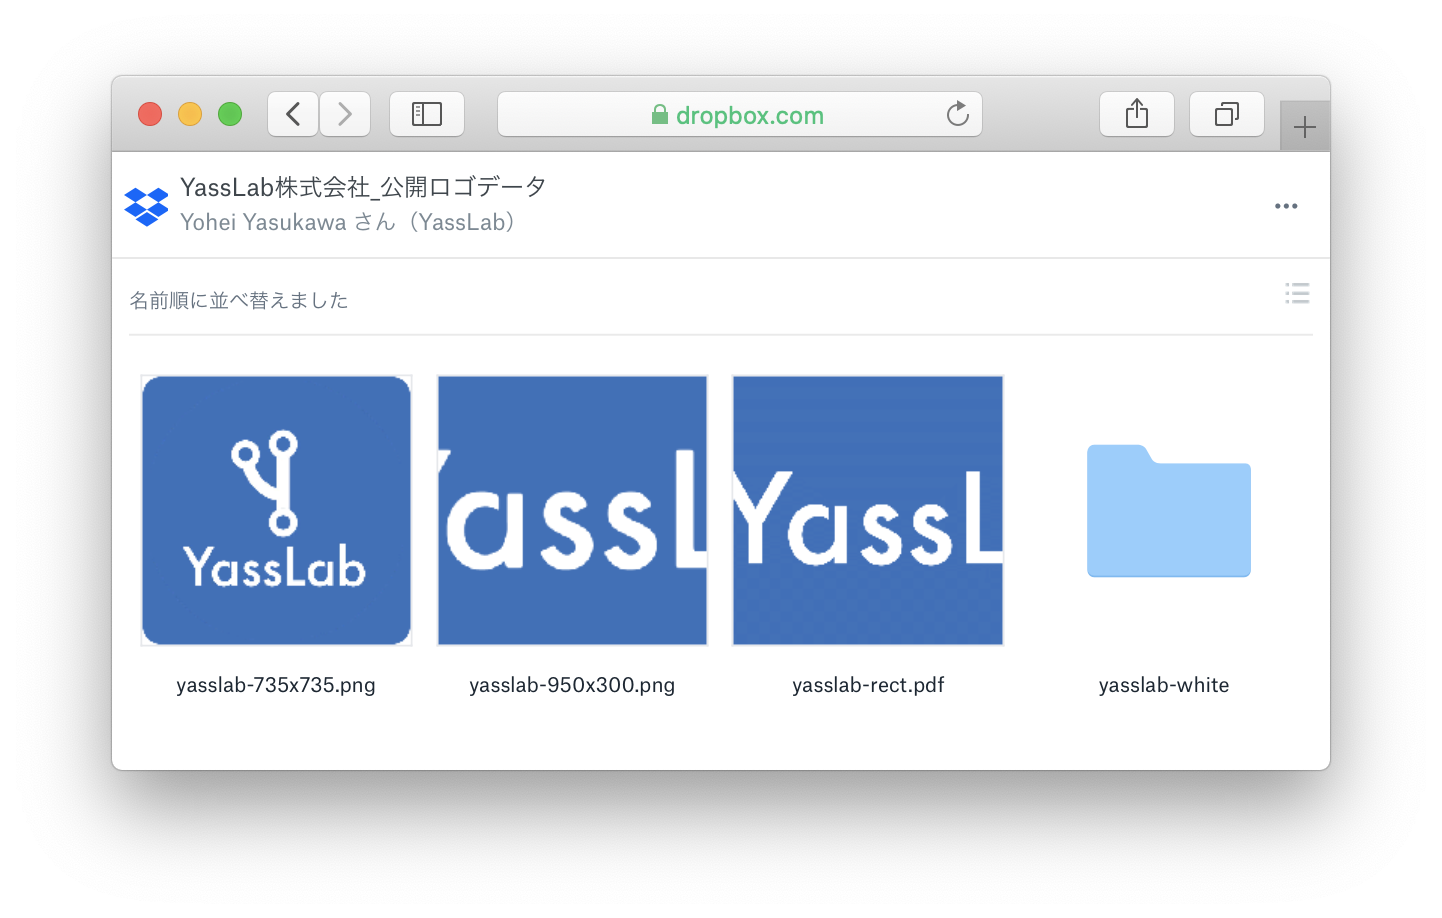 dropbox.com
YassLab株式会社_公開ロゴデータ
Yohei Yasukawa さん（YassLab）
名前順に並べ替えました
YassLab
YassL
YassL
yasslab-735x735.png
yasslab-950x300.png
yasslab-rect.pdf
yasslab-white